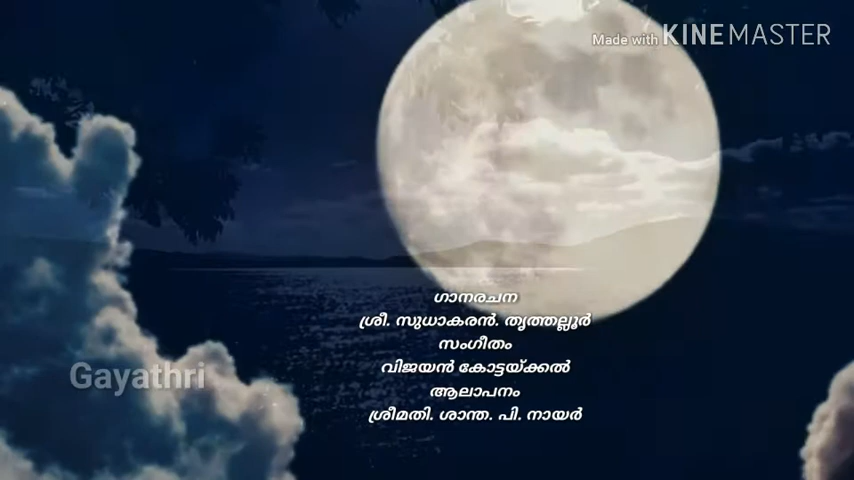 Made with KINEMASTER
ഗാനരചന
ശ്രീ. സുധാകരൻ. തൃത്തല്ലൂർ
സംഗീതം
വിജയൻ കോട്ടയ്ക്കൽ
ആലാപനം
ശ്രീമതി. ശാന്ത. പി. നായർ
Gayathri